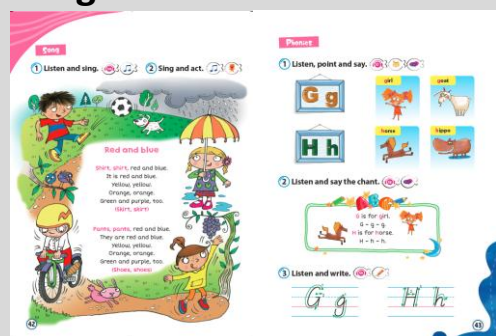 Song
1 Listen and sing.
2 Sing and act.
Red and blue
Shirt, shirt, red and blue.
It is red and blue.
Yellow, yellow.
Orange, orange.
Green and purple, too.
(Skirt, skirt)
Pants, pants, red and blue.
They are red and blue.
Yellow, yellow.
Orange, orange.
Green and purple, too.
(Shoes, shoes)
42
Phonics
1 Listen, point and say.
G g
girl
goat
H h
horse
hippo
2 Listen and say the chant.
G is for girl.
G - g - g.
H is for horse.
H - h - h.
3 Listen and write.
G g
H h
43